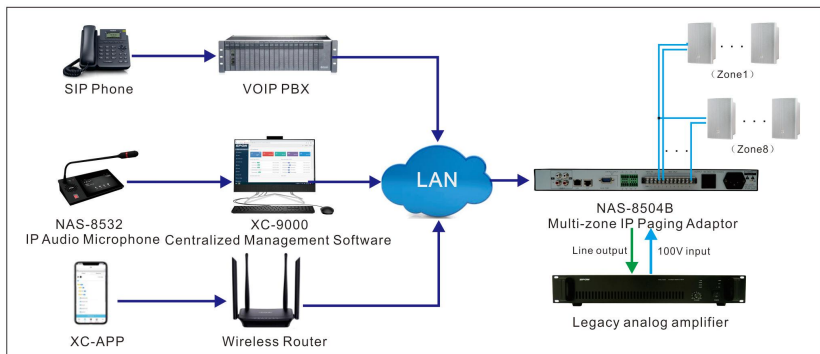 SIP Phone
VOIP PBX
(Zone1)
(Zone8)
LAN
NAS-8532
IP Audio Microphone
XC-9000
Centralized Management Software
NAS-8504B
Multi-zone IP Paging Adaptor
Line output
100V input
XC-APP
Wireless Router
Legacy analog amplifier